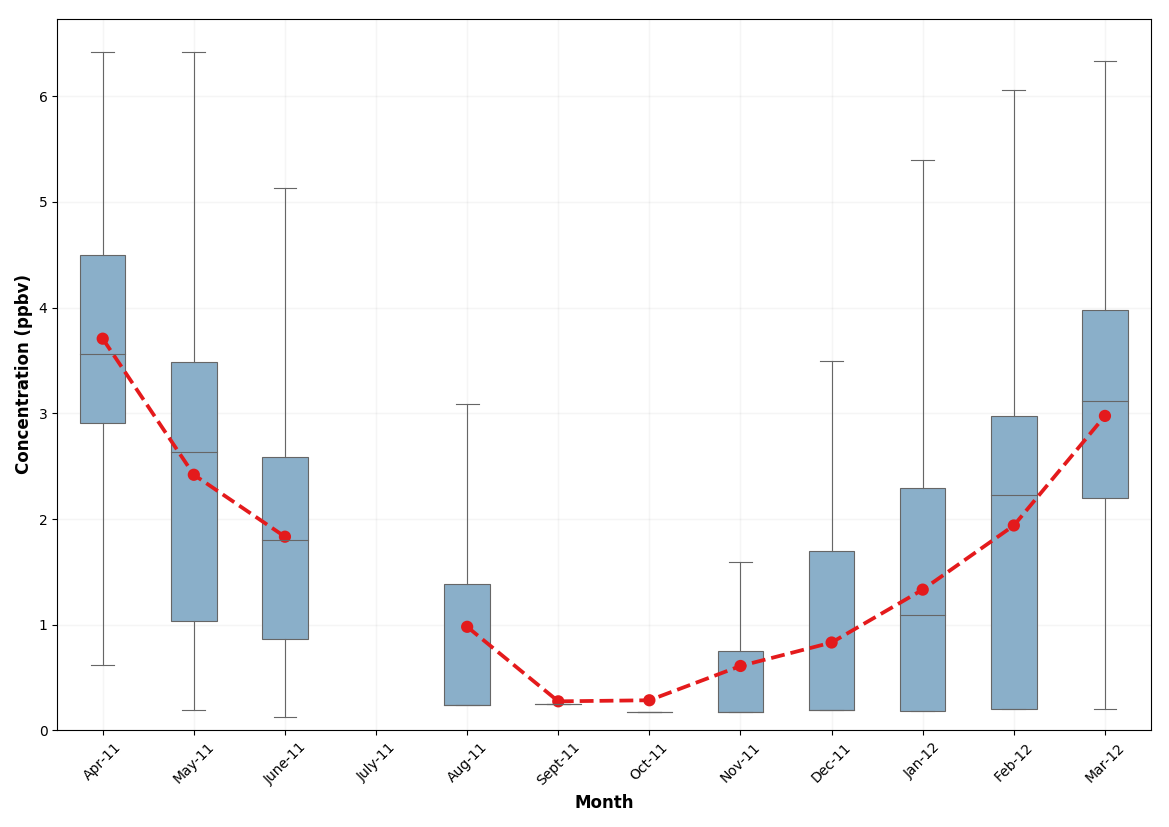 Concentration (ppbv)
6
5
4
3
2
1
0
Apr-11
May-11
June-11
July-11
Aug-11
Sept-11
Oct-11
Nov-11
Dec-11
Jan-12
Feb-12
Mar-12
Month